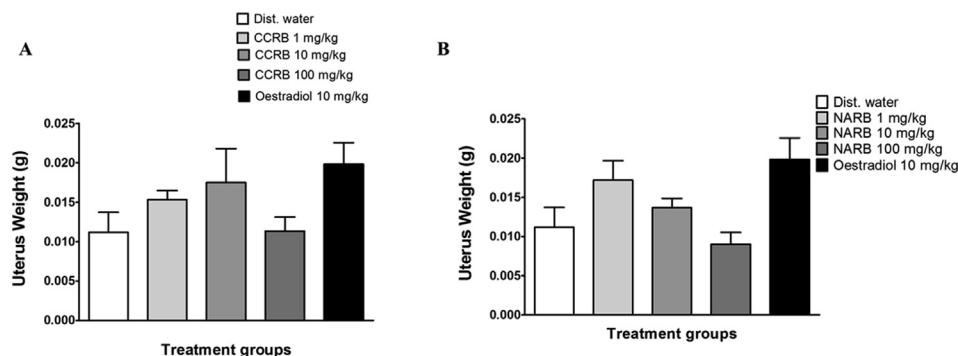 A
Dist. water
CCRB 1 mg/kg
CCRB 10 mg/kg
CCRB 100 mg/kg
Oestradiol 10 mg/kg
Uterus Weight (g)
0.025
0.020
0.015
0.010
0.005
0.000
Treatment groups
B
Dist. water
NARB 1 mg/kg
NARB 10 mg/kg
NARB 100 mg/kg
Oestradiol 10 mg/kg
Uterus Weight (g)
0.025
0.020
0.015
0.010
0.005
0.000
Treatment groups